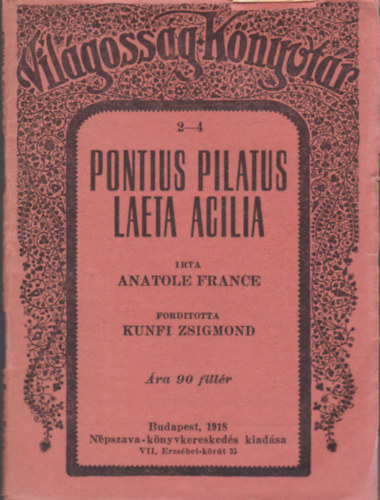 Világosság Könyvtár
2—4
PONTIUS PILATUS
LAETA ACILIA
IRTA
ANATOLE FRANCE
FORDITOTTA
KUNFI ZSIGMOND
Ára 90 fillér
Budapest, 1918
Népszava-könyvkereskedés kiadása
VII, Erzsébet-körút 35